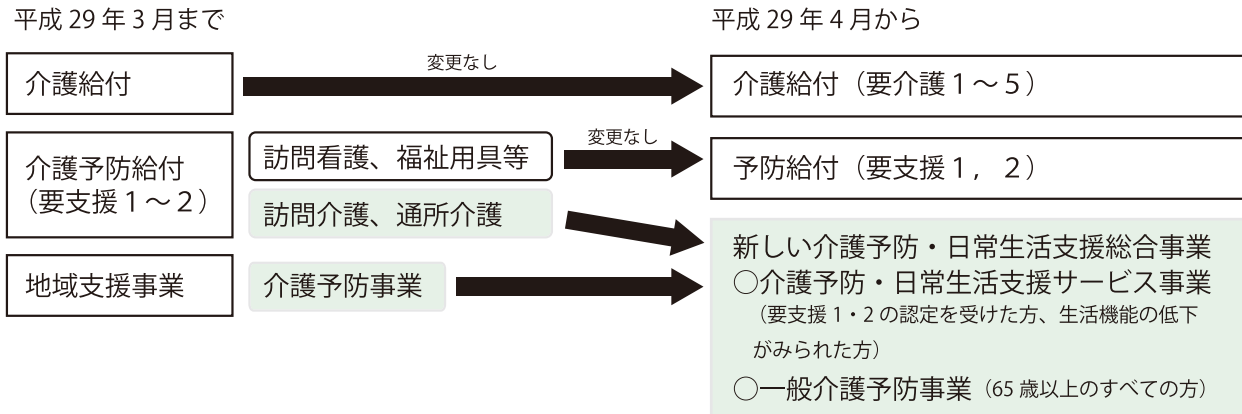 平成 29 年 3 月まで
平成 29 年 4 月から
介護給付
変更なし
介護給付（要介護１～５）
介護予防給付
（要支援１～２）
訪問看護、福祉用具等
変更なし
予防給付（要支援１，２）
訪問介護、通所介護
地域支援事業
介護予防事業
新しい介護予防・日常生活支援総合事業
○介護予防・日常生活支援サービス事業
（要支援 1・2 の認定を受けた方、生活機能の低下
がみられた方）
○一般介護予防事業（65 歳以上のすべての方）